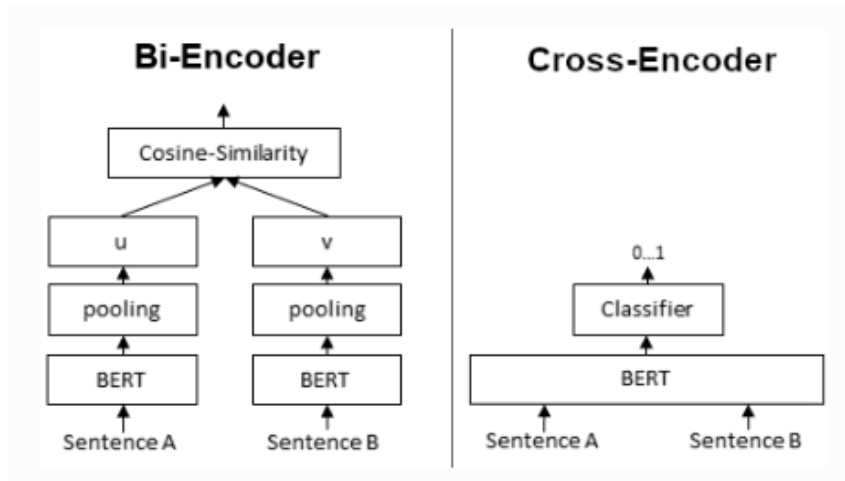 Bi-Encoder
Cosine-Similarity
u
v
pooling
pooling
BERT
BERT
Sentence A
Sentence B
Cross-Encoder
0...1
Classifier
BERT
Sentence A
Sentence B